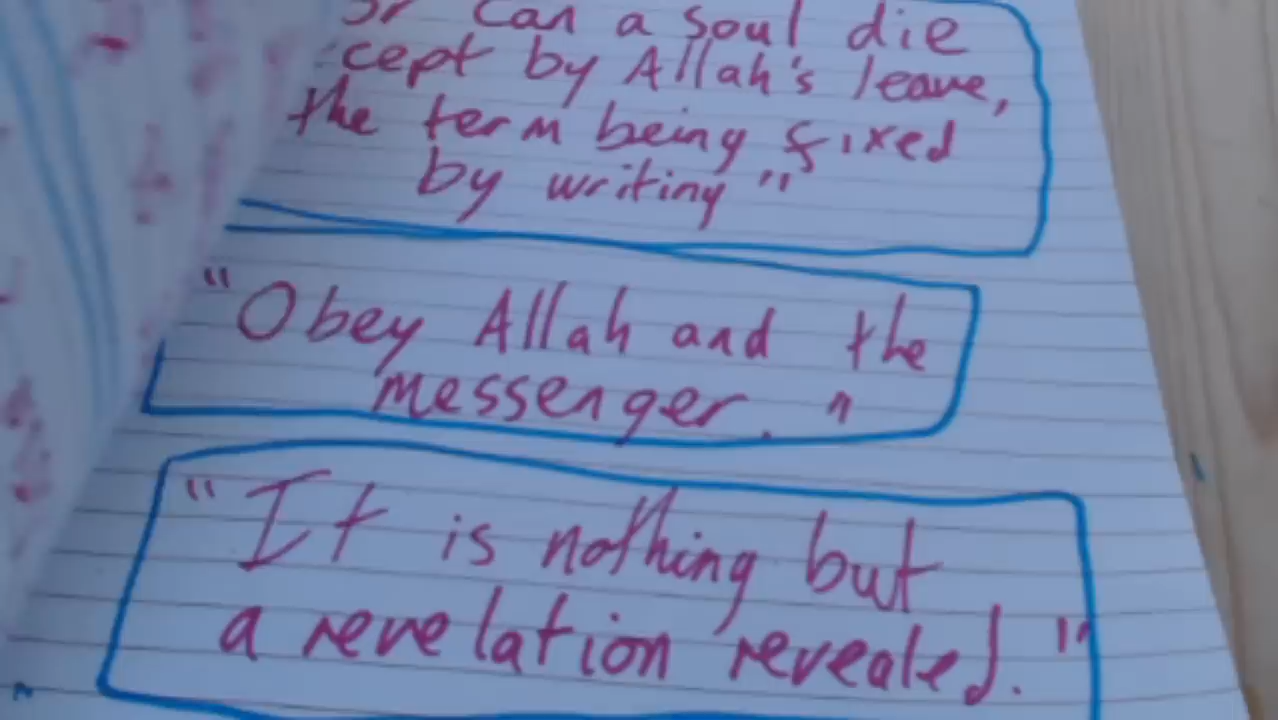 can a soul die
by Allah's leave,
the term being fixed
by writing"
"Obey Allah and the
messenger."
"It is nothing but
a revelation revealed."